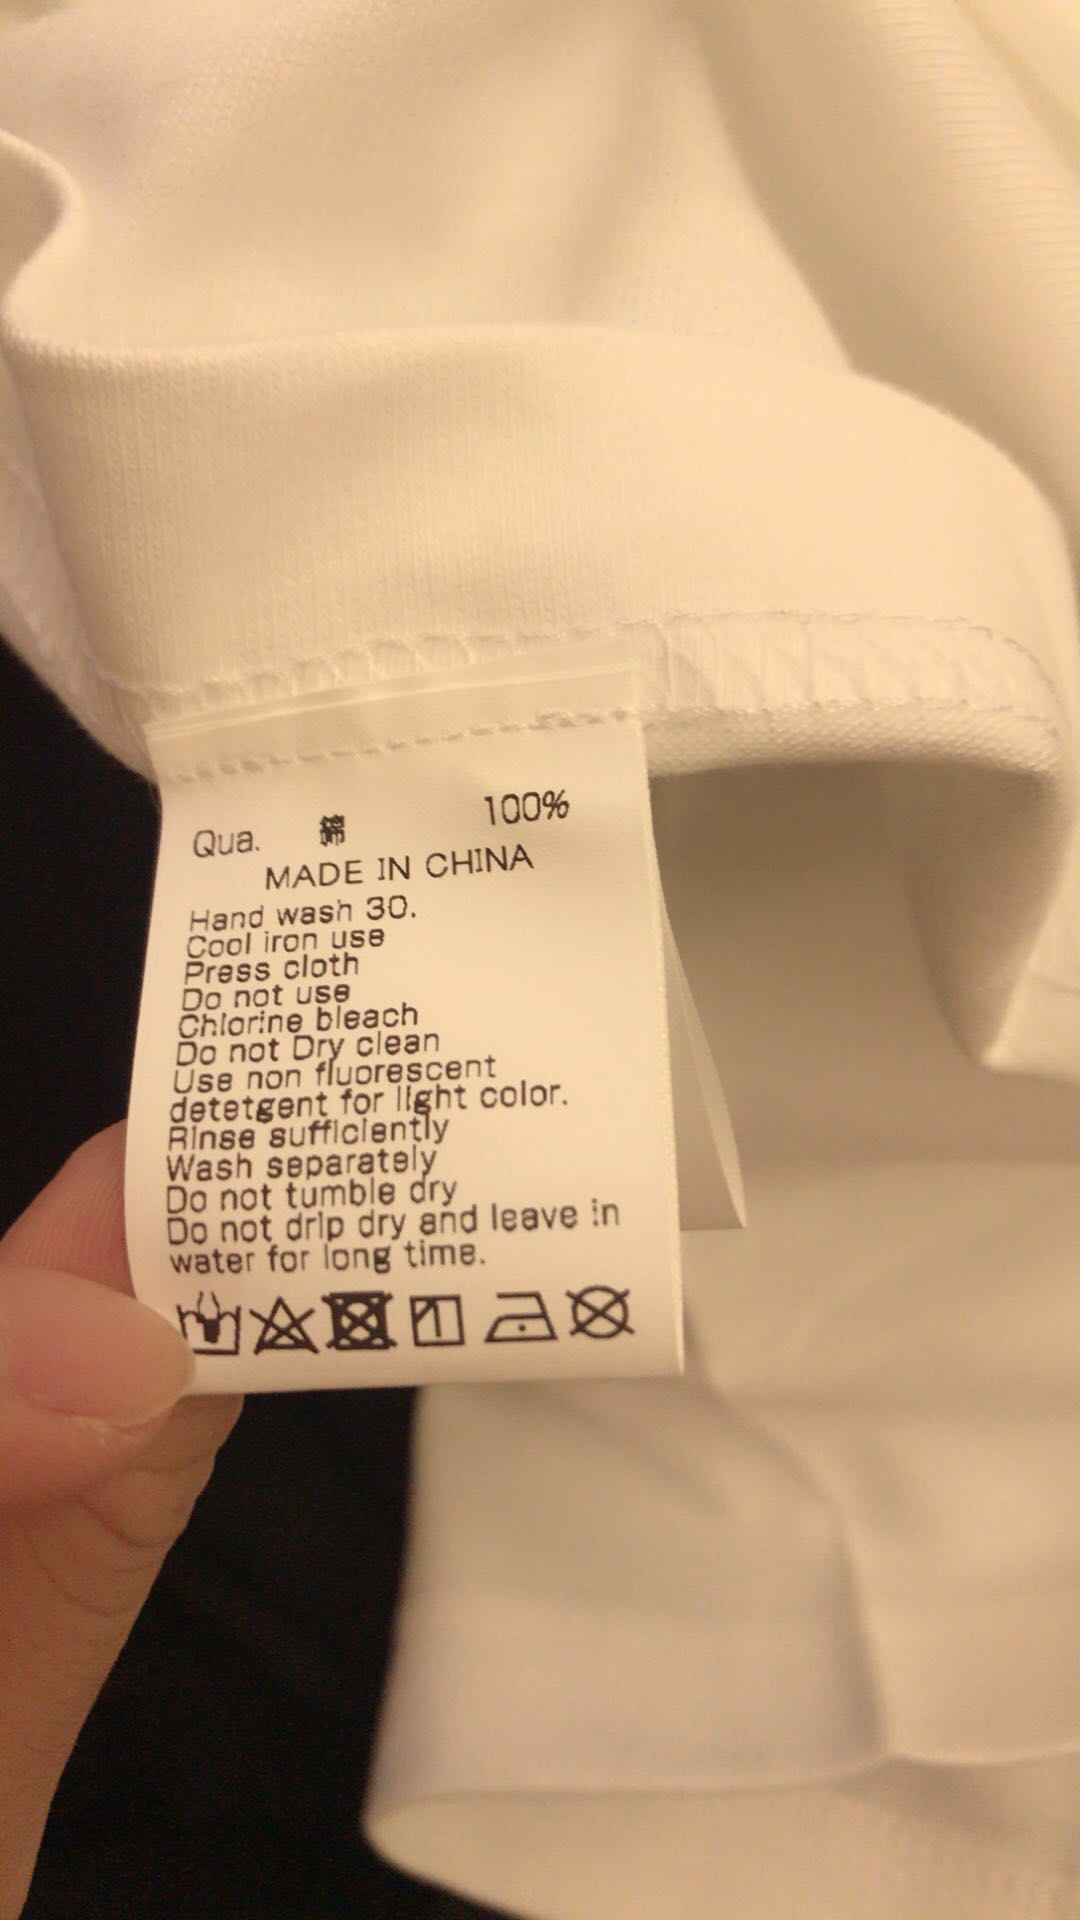 Qua. 綿 100%
MADE IN CHINA
Hand wash 30.
Cool iron use
Press cloth
Do not use
Chlorine bleach
Do not Dry clean
Use non fluorescent
detetgent for light color.
Rinse sufficiently
Wash separately
Do not tumble dry
Do not drip dry and leave in
water for long time.